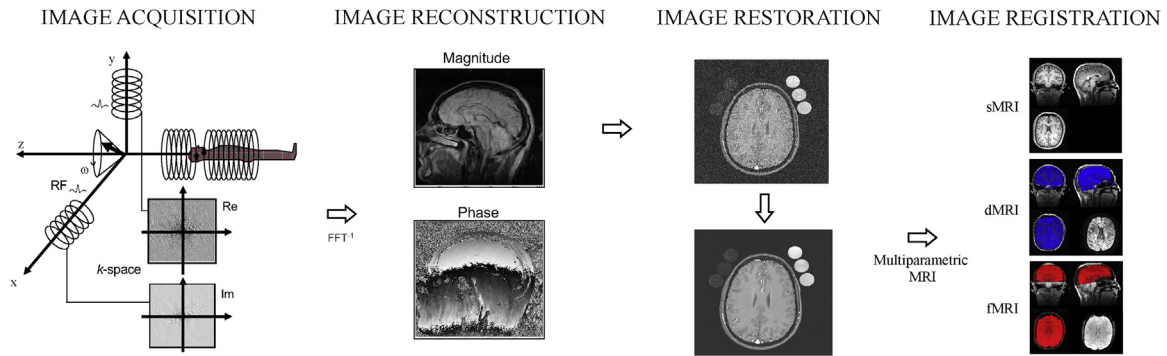 IMAGE ACQUISITION
IMAGE RECONSTRUCTION
IMAGE RESTORATION
IMAGE REGISTRATION
y
z
ω
RF
x
Re
k-space
Im
FFT-1
Magnitude
Phase
Multiparametric
MRI
sMRI
dMRI
fMRI